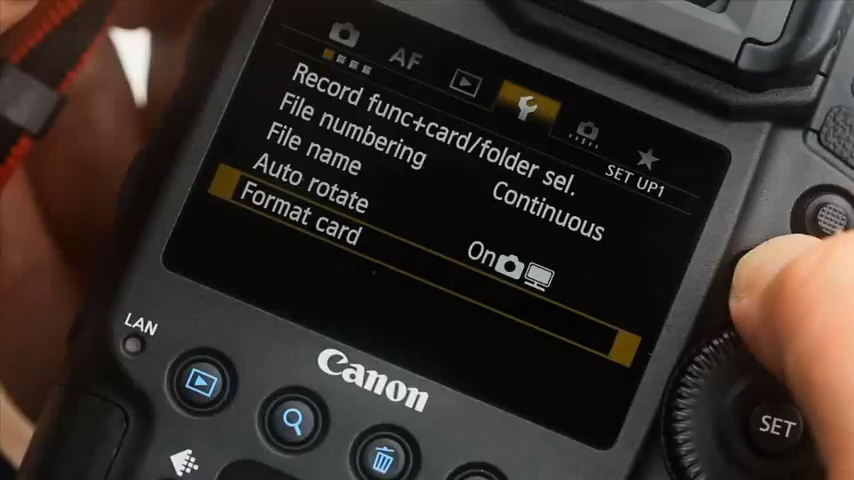 AF
SET UP1
Record func+card/folder sel.
File numbering Continuous
File name
Auto rotate On
Format card
LAN
Canon
SET